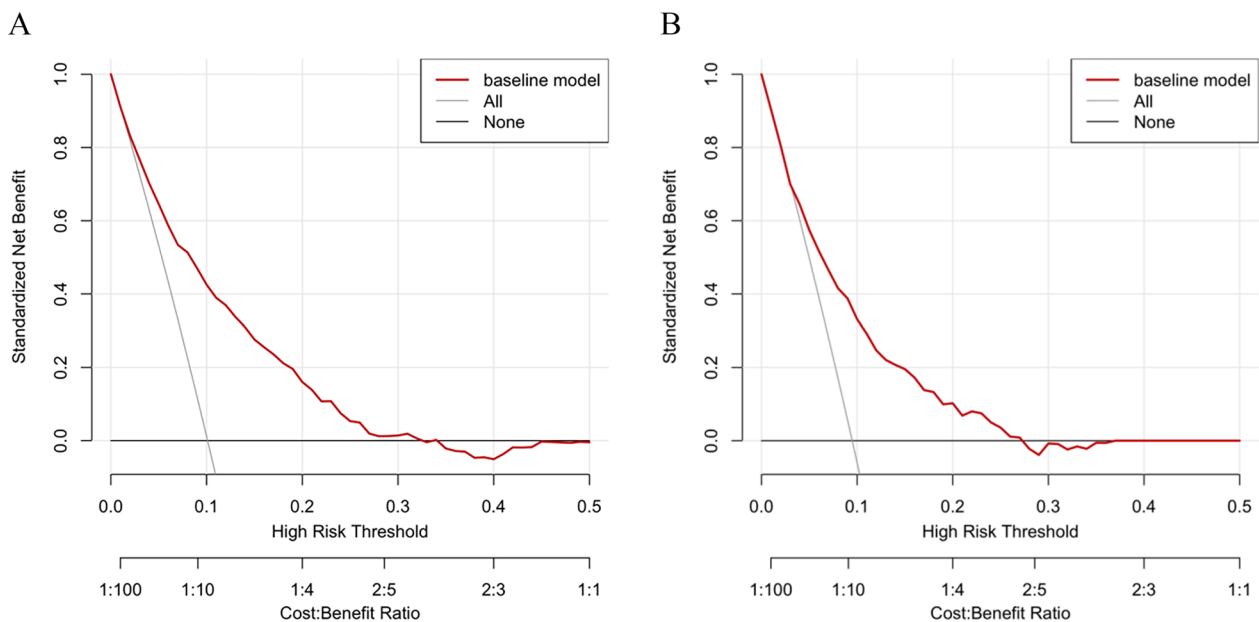 A
baseline model
All
None
Standardized Net Benefit
1.0
0.8
0.6
0.4
0.2
0.0
0.0 0.1 0.2 0.3 0.4 0.5
High Risk Threshold
1:100 1:10 1:4 2:5 2:3 1:1
Cost:Benefit Ratio
B
baseline model
All
None
Standardized Net Benefit
1.0
0.8
0.6
0.4
0.2
0.0
0.0 0.1 0.2 0.3 0.4 0.5
High Risk Threshold
1:100 1:10 1:4 2:5 2:3 1:1
Cost:Benefit Ratio